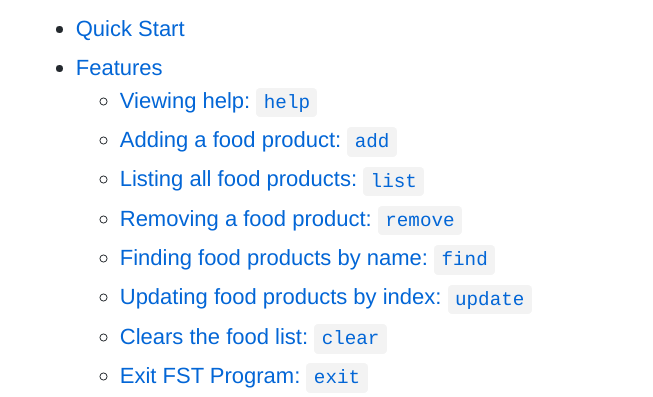 Quick Start
Features
Viewing help: help
Adding a food product: add
Listing all food products: list
Removing a food product: remove
Finding food products by name: find
Updating food products by index: update
Clears the food list: clear
Exit FST Program: exit